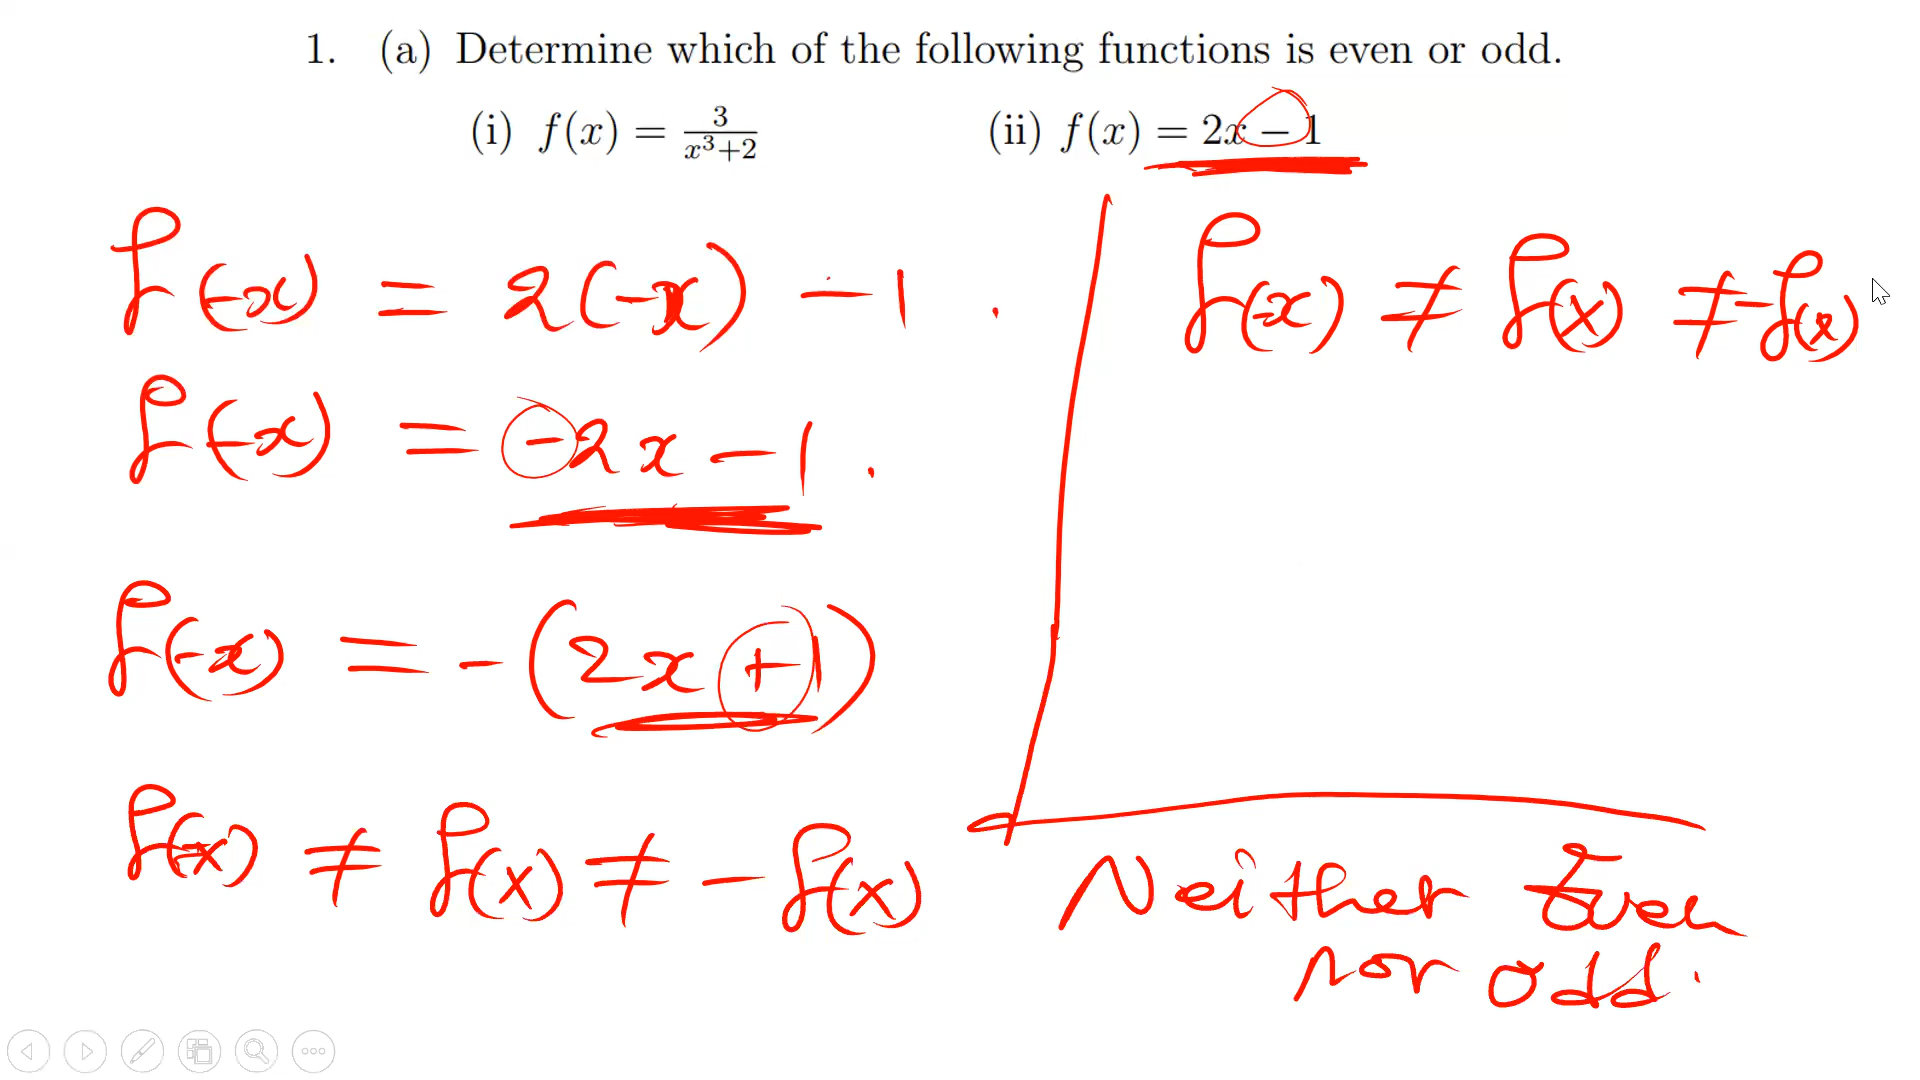 1. (a) Determine which of the following functions is even or odd.
(i) f(x) = 3/(x³+2) (ii) f(x) = 2x − 1
f(-x) = 2(-x) - 1 .
f(-x) = -2x - 1 .
f(-x) = -(2x + 1)
f(-x) ≠ f(x) ≠ - f(x)
f(-x) ≠ f(x) ≠ -f(x)
Neither Even
nor odd.